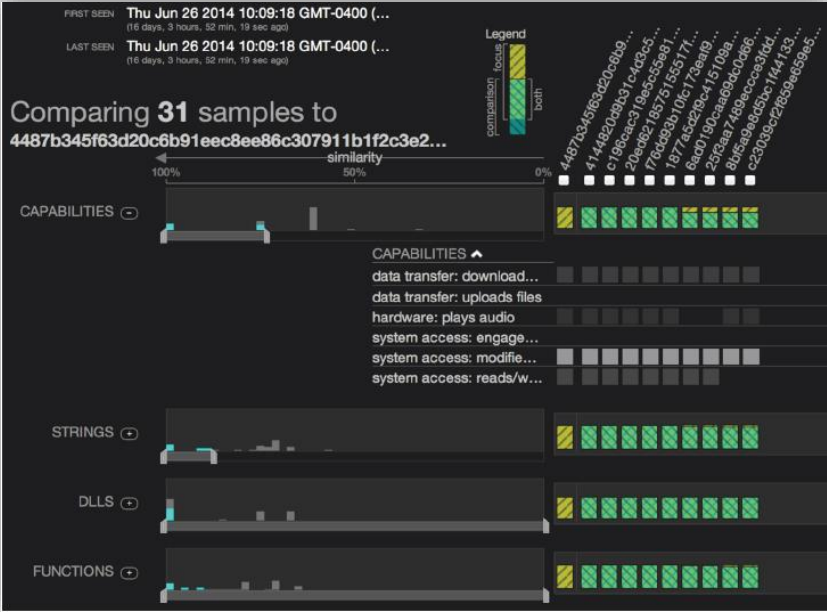 FIRST SEEN Thu Jun 26 2014 10:09:18 GMT-0400 (...
(16 days, 3 hours, 52 min, 19 sec ago)
LAST SEEN Thu Jun 26 2014 10:09:18 GMT-0400 (...
(16 days, 3 hours, 52 min, 19 sec ago)
Legend
focus
comparison
both
Comparing 31 samples to
4487b345f63d20c6b91eec8ee86c307911b1f2c3e2...
similarity
100% 50% 0%
4487b345f63d20c6b9...
CAPABILITIES
CAPABILITIES
data transfer: download...
data transfer: uploads files
hardware: plays audio
system access: engage...
system access: modifie...
system access: reads/w...
STRINGS
DLLS
FUNCTIONS